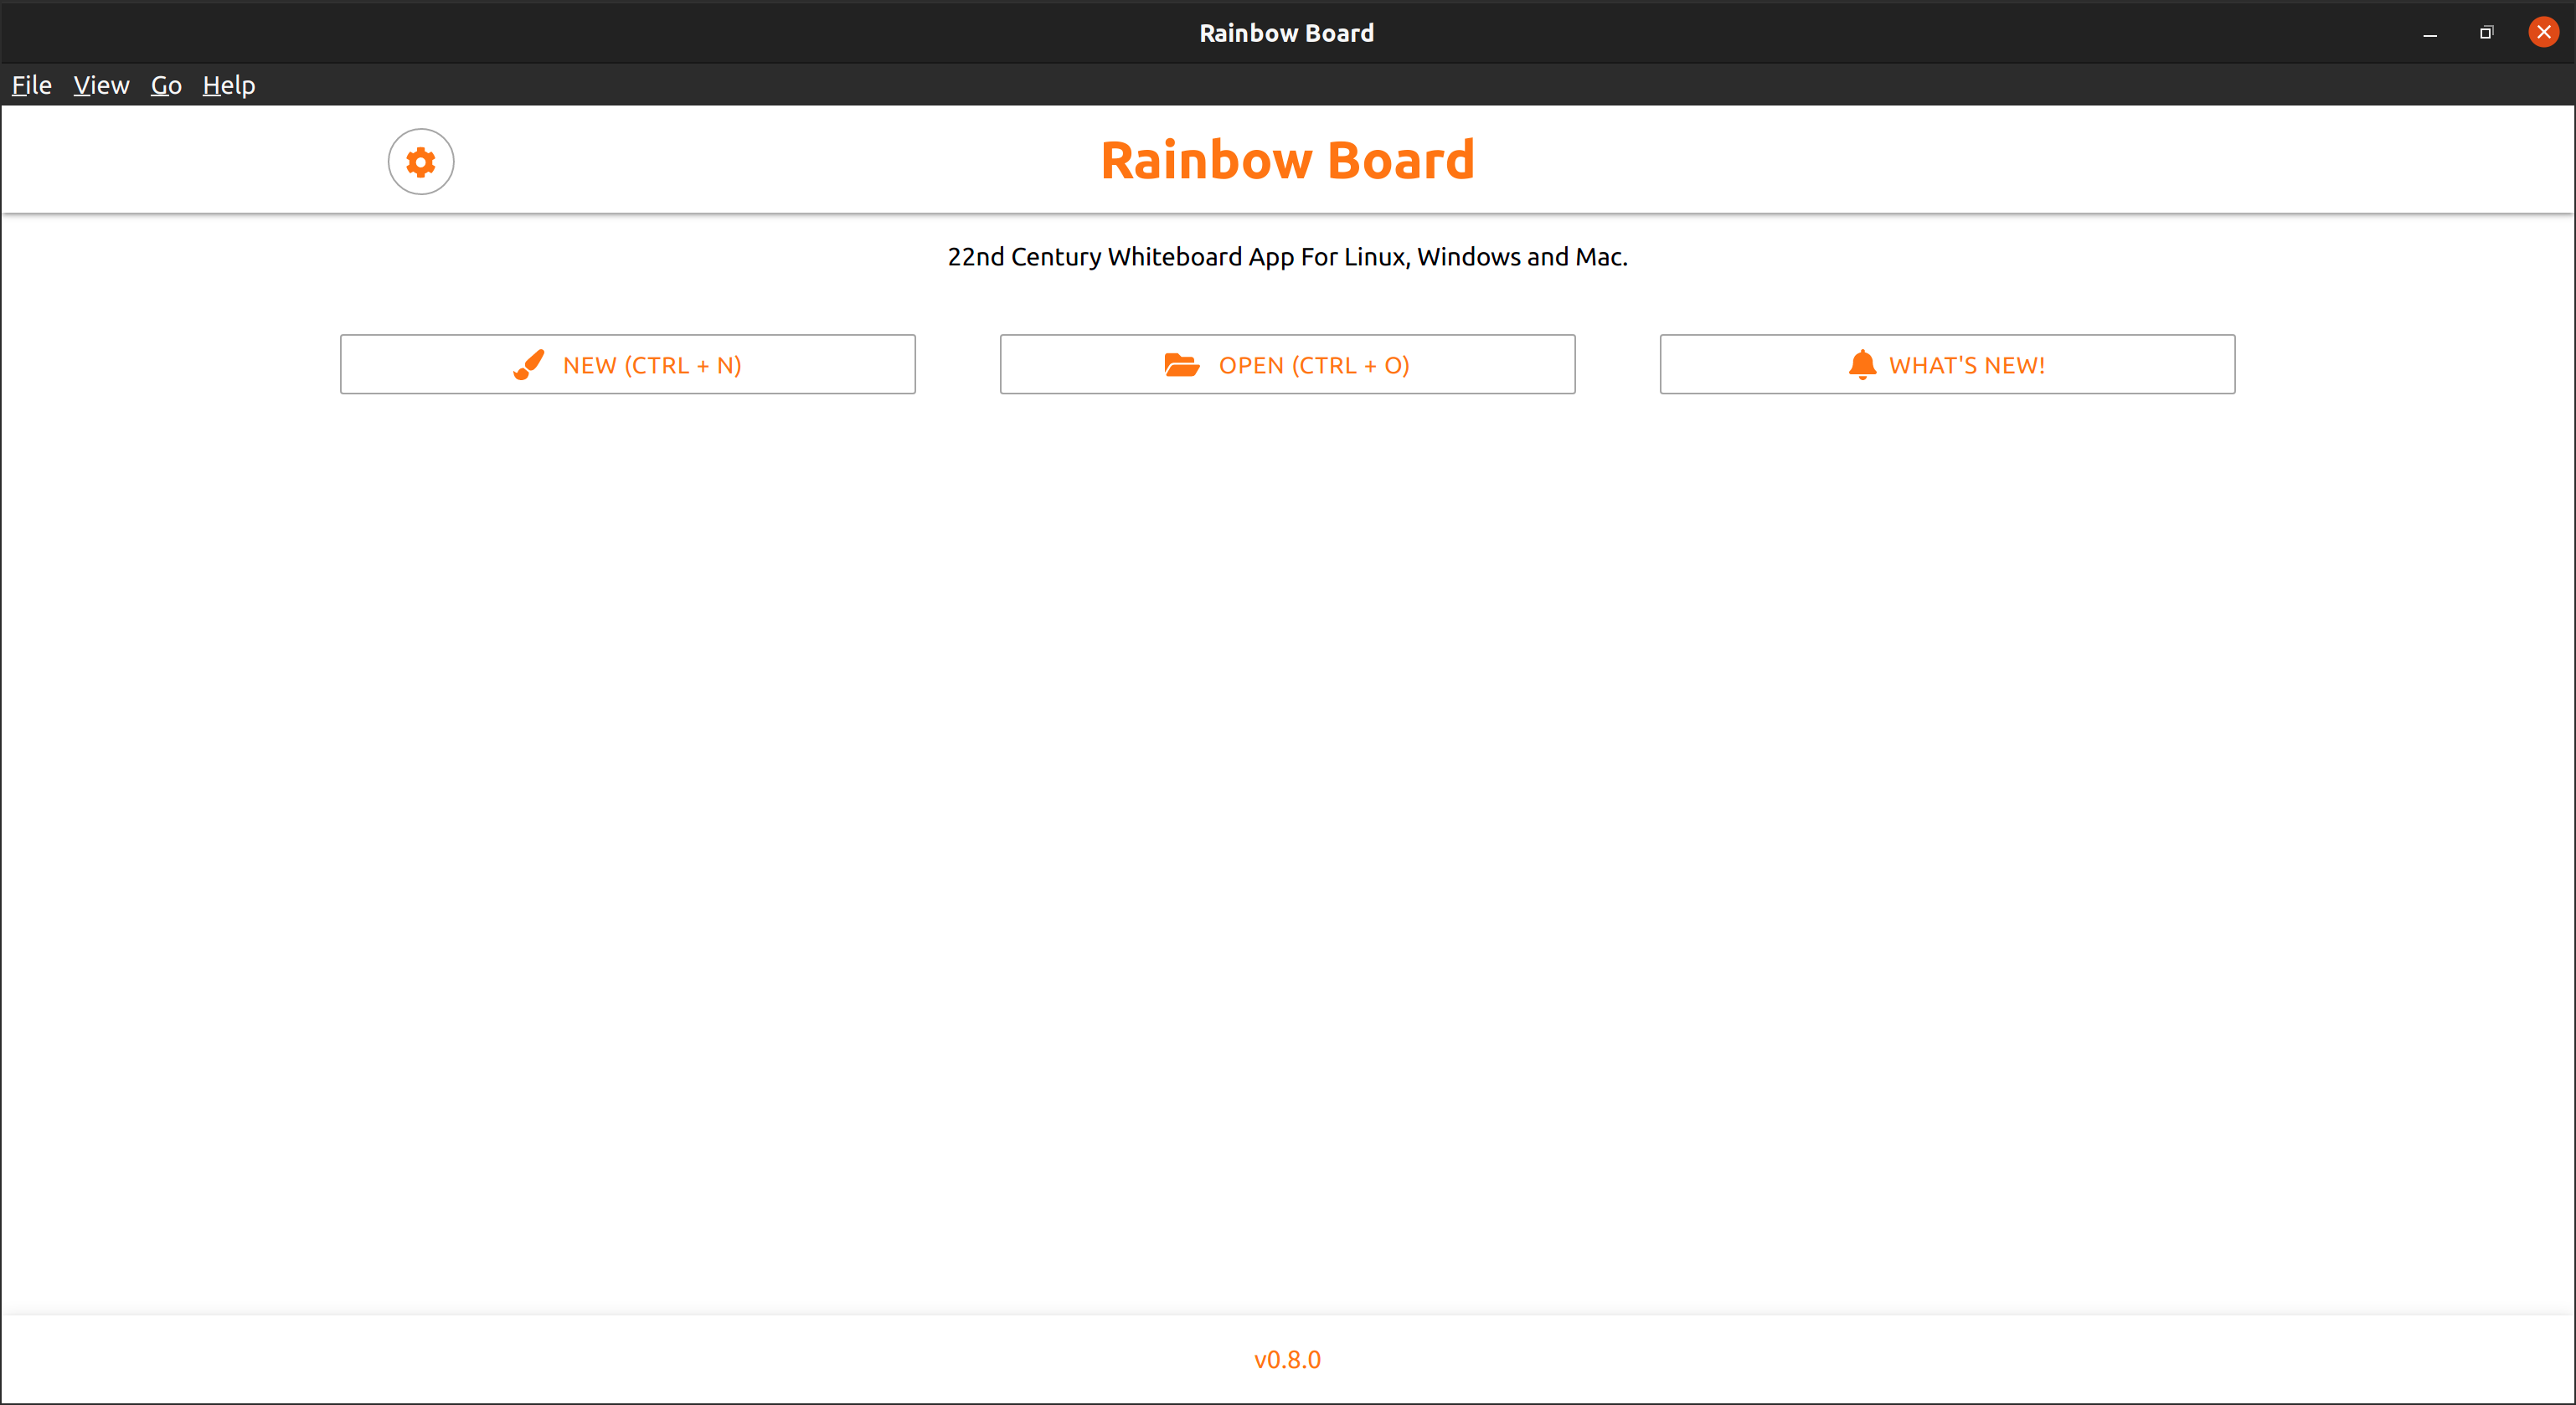 Rainbow Board
File View Go Help
Rainbow Board
22nd Century Whiteboard App For Linux, Windows and Mac.
NEW (CTRL + N) OPEN (CTRL + O) WHAT'S NEW!
v0.8.0